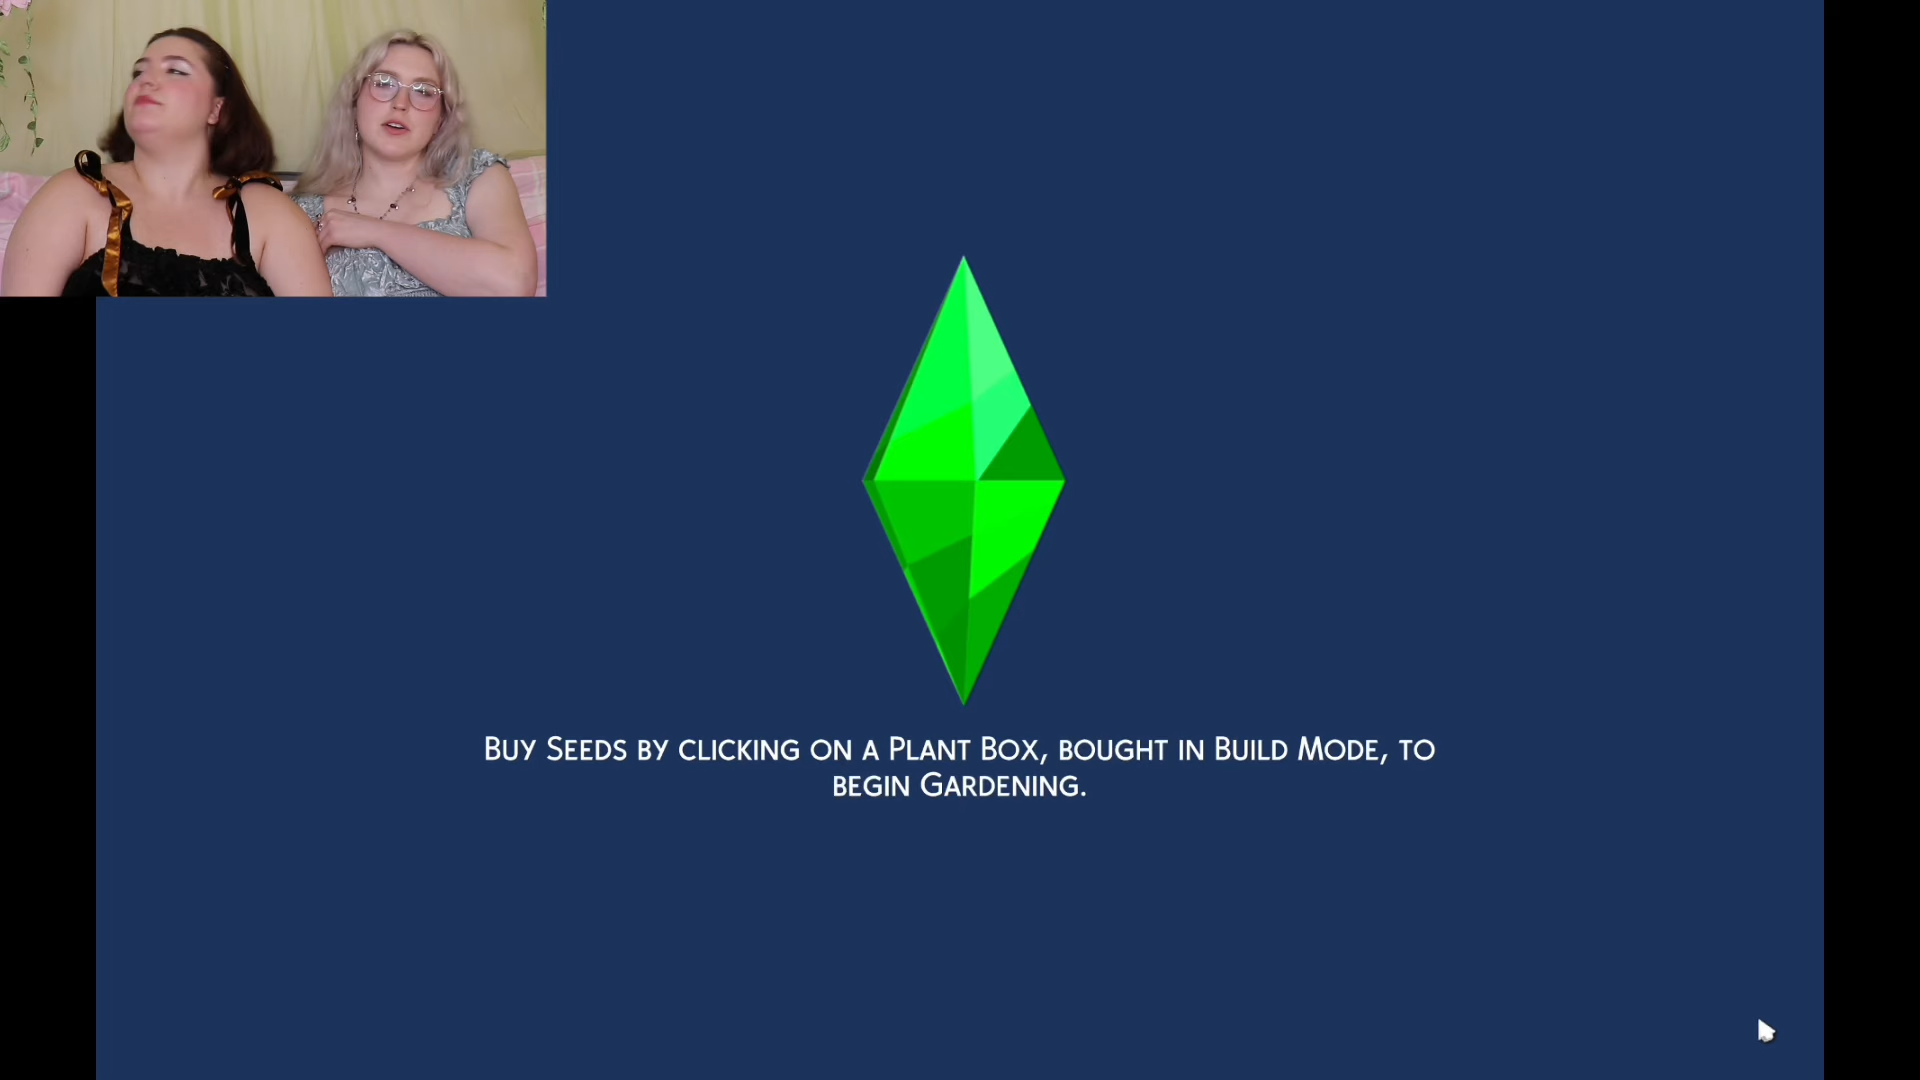 Buy Seeds by clicking on a Plant Box, bought in Build Mode, to
begin Gardening.